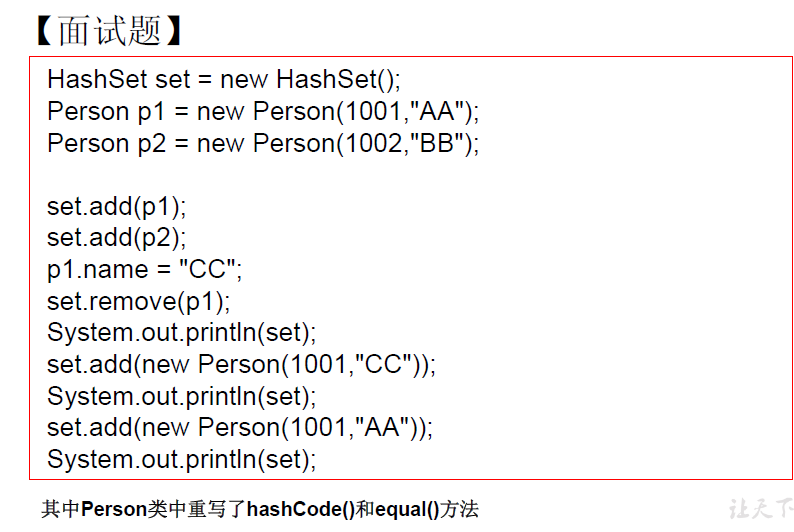 【面试题】
HashSet set = new HashSet();
Person p1 = new Person(1001,"AA");
Person p2 = new Person(1002,"BB");
set.add(p1);
set.add(p2);
p1.name = "CC";
set.remove(p1);
System.out.println(set);
set.add(new Person(1001,"CC"));
System.out.println(set);
set.add(new Person(1001,"AA"));
System.out.println(set);
其中Person类中重写了hashCode()和equal()方法
让天下